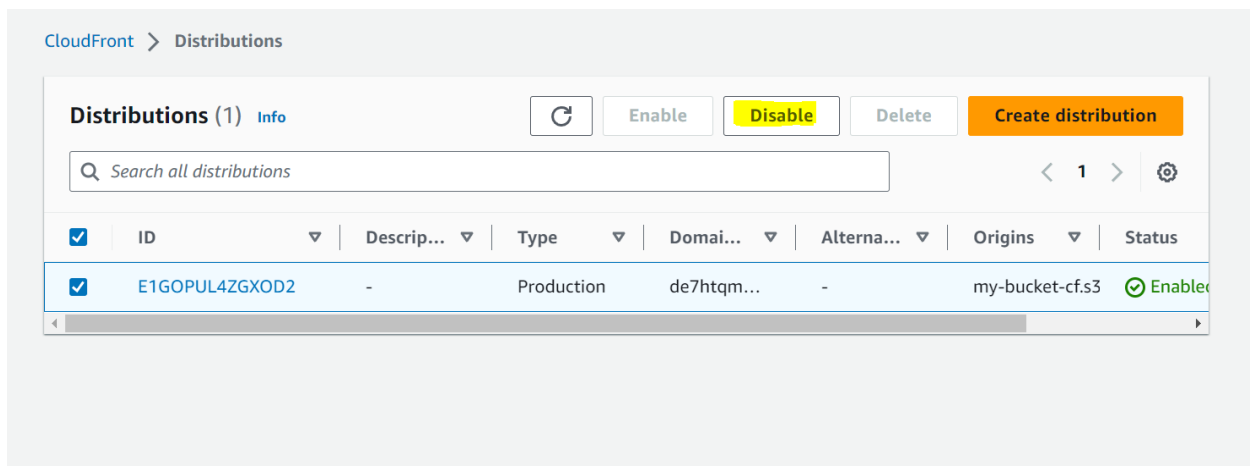 CloudFront > Distributions
Distributions (1) Info Enable Disable Delete Create distribution
Search all distributions 1
ID Descrip... Type Domai... Alterna... Origins Status
E1GOPUL4ZGXOD2 - Production de7htqm... - my-bucket-cf.s3 Enabled